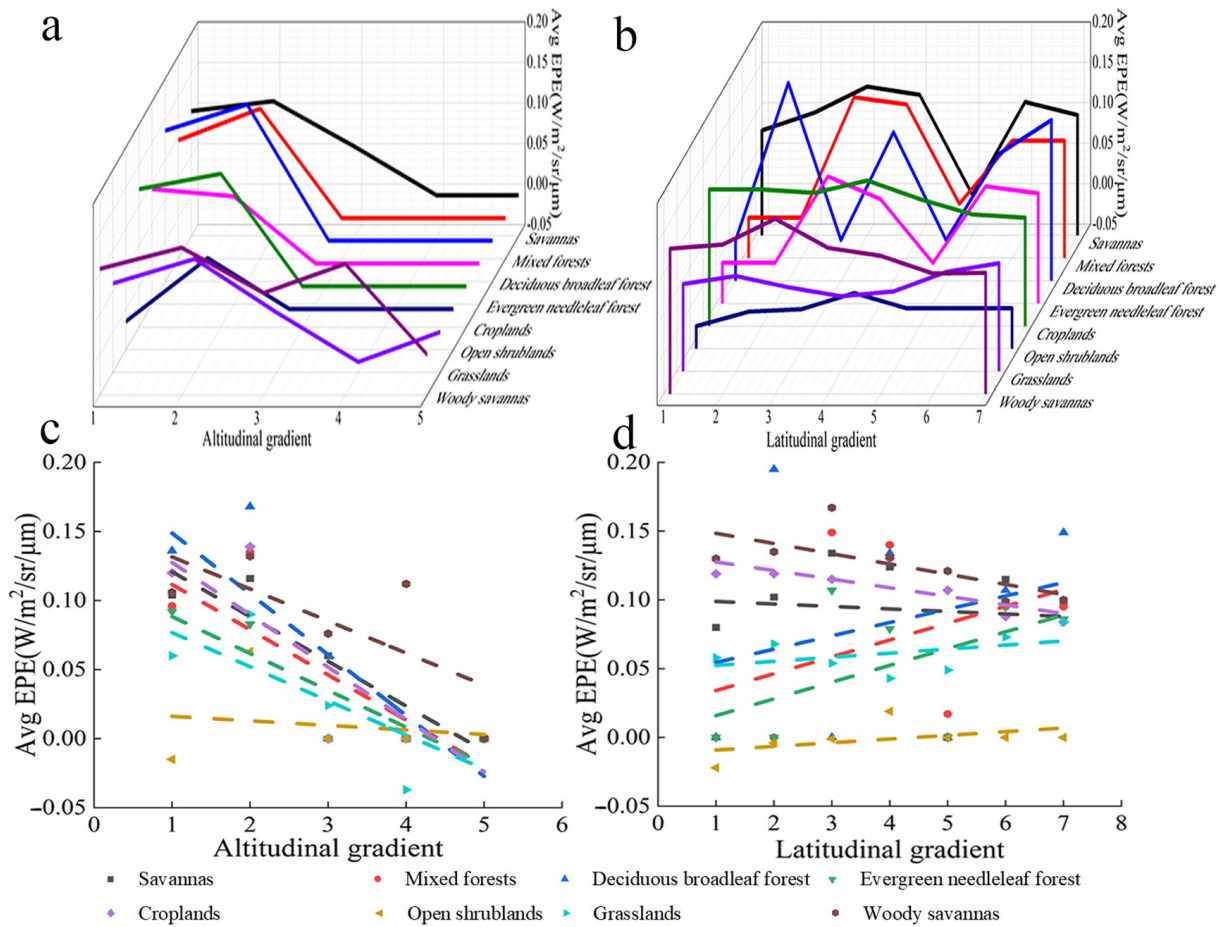 a
0.20
0.15
0.10
0.05
0.00
-0.05
Avg EPE(W/m²/sr/μm)
Savannas
Mixed forests
Deciduous broadleaf forest
Evergreen needleleaf forest
Croplands
Open shrublands
Grasslands
Woody savannas
1 2 3 4 5
Altitudinal gradient
b
0.20
0.15
0.10
0.05
0.00
-0.05
Avg EPE(W/m²/sr/μm)
Savannas
Mixed forests
Deciduous broadleaf forest
Evergreen needleleaf forest
Croplands
Open shrublands
Grasslands
Woody savannas
1 2 3 4 5 6 7
Latitudinal gradient
c
Avg EPE(W/m²/sr/μm)
0.20
0.15
0.10
0.05
0.00
−0.05
0 1 2 3 4 5 6
Altitudinal gradient
d
Avg EPE(W/m²/sr/μm)
0.20
0.15
0.10
0.05
0.00
−0.05
0 1 2 3 4 5 6 7 8
Latitudinal gradient
Savannas Mixed forests Deciduous broadleaf forest Evergreen needleleaf forest
Croplands Open shrublands Grasslands Woody savannas